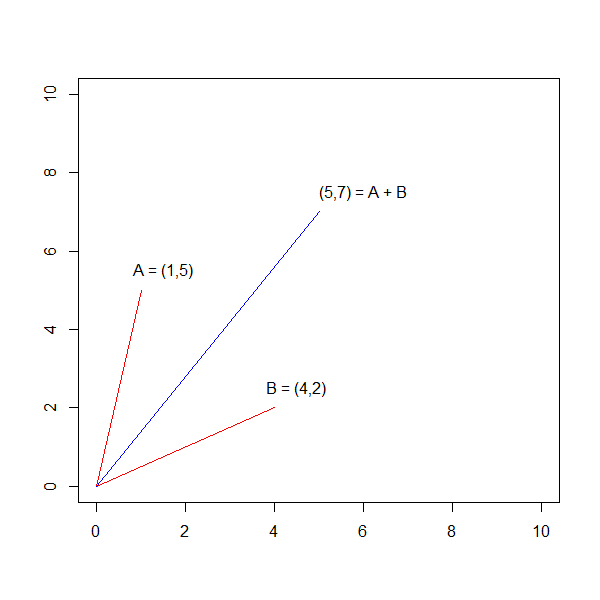 10
8
6
4
2
0
(5,7) = A + B
A = (1,5)
B = (4,2)
0 2 4 6 8 10